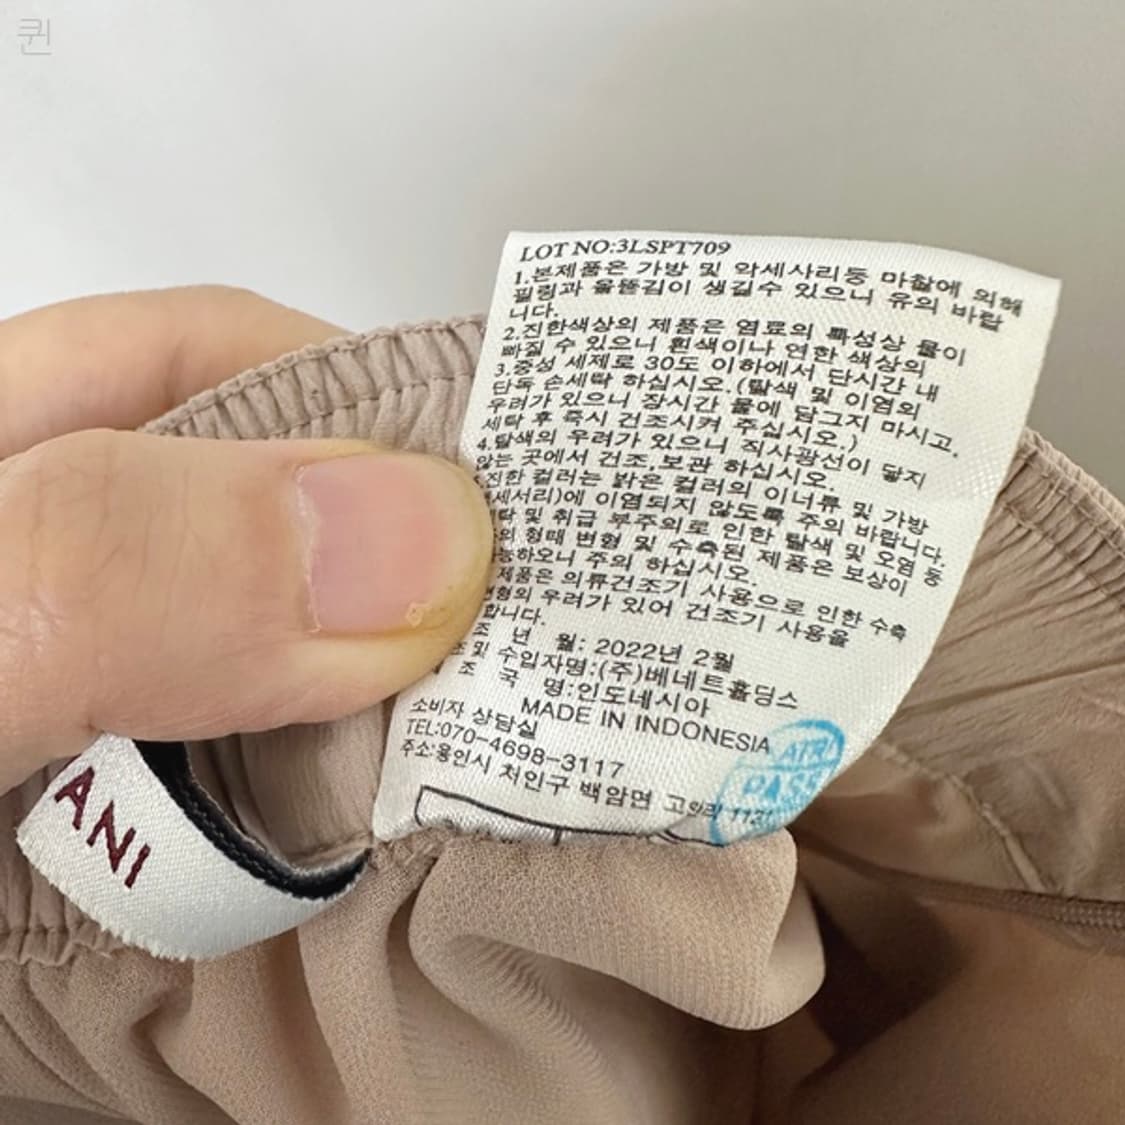 퀸
LOT NO:3LSPT709
1.본제품은 가방 및 악세사리등 마찰에 의해
필링과 올뜯김이 생길수 있으니 유의 바랍
니다.
2.진한색상의 제품은 염료의 특성상 물이
빠질 수 있으니 흰색이나 연한 색상의
3.중성 세제로 30도 이하에서 단시간 내
단독 손세탁 하십시오.(탈색 및 이염의
우려가 있으니 장시간 물에 담그지 마시고,
세탁 후 즉시 건조시켜 주십시오.)
4.탈색의 우려가 있으니 직사광선이 닿지
않는 곳에서 건조,보관 하십시오.
진한 컬러는 밝은 컬러의 이너류 및 가방
세서리)에 이염되지 않도록 주의 바랍니다.
탁 및 취급 부주의로 인한 탈색 및 오염 등
의 형태 변형 및 수축된 제품은 보상이
능하오니 주의 하십시오.
제품은 의류건조기 사용으로 인한 수축
변형의 우려가 있어 건조기 사용을
합니다.
조 년 월: 2022년 2월
조 및 수입자명:(주)베네트홀딩스
조 국 명:인도네시아
MADE IN INDONESIA
소비자 상담실
TEL:070-4698-3117
주소:용인시 처인구 백암면 고안리
ATRA
PASS
ANI